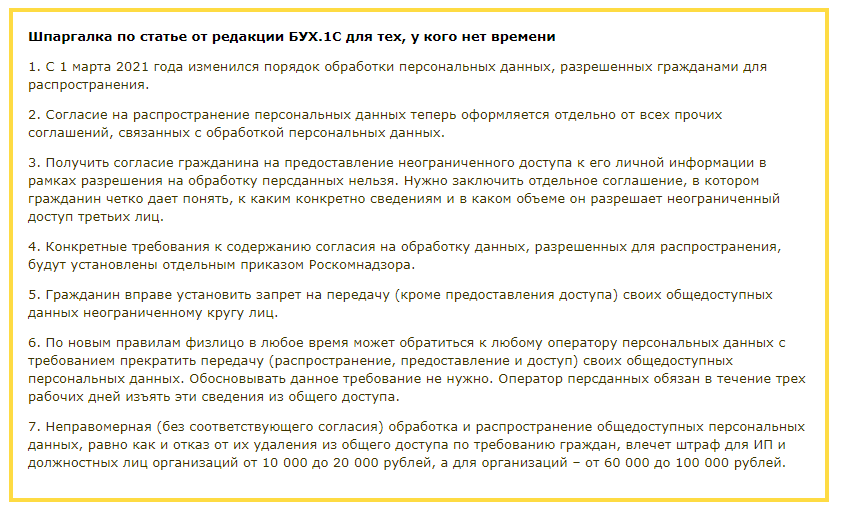 Шпаргалка по статье от редакции БУХ.1С для тех, у кого нет времени
1. С 1 марта 2021 года изменился порядок обработки персональных данных, разрешенных гражданами для
распространения.
2. Согласие на распространение персональных данных теперь оформляется отдельно от всех прочих
соглашений, связанных с обработкой персональных данных.
3. Получить согласие гражданина на предоставление неограниченного доступа к его личной информации в
рамках разрешения на обработку персданных нельзя. Нужно заключить отдельное соглашение, в котором
гражданин четко дает понять, к каким конкретно сведениям и в каком объеме он разрешает неограниченный
доступ третьих лиц.
4. Конкретные требования к содержанию согласия на обработку данных, разрешенных для распространения,
будут установлены отдельным приказом Роскомнадзора.
5. Гражданин вправе установить запрет на передачу (кроме предоставления доступа) своих общедоступных
данных неограниченному кругу лиц.
6. По новым правилам физлицо в любое время может обратиться к любому оператору персональных данных с
требованием прекратить передачу (распространение, предоставление и доступ) своих общедоступных
персональных данных. Обосновывать данное требование не нужно. Оператор персданных обязан в течение трех
рабочих дней изъять эти сведения из общего доступа.
7. Неправомерная (без соответствующего согласия) обработка и распространение общедоступных персональных
данных, равно как и отказ от их удаления из общего доступа по требованию граждан, влечет штраф для ИП и
должностных лиц организаций от 10 000 до 20 000 рублей, а для организаций – от 60 000 до 100 000 рублей.